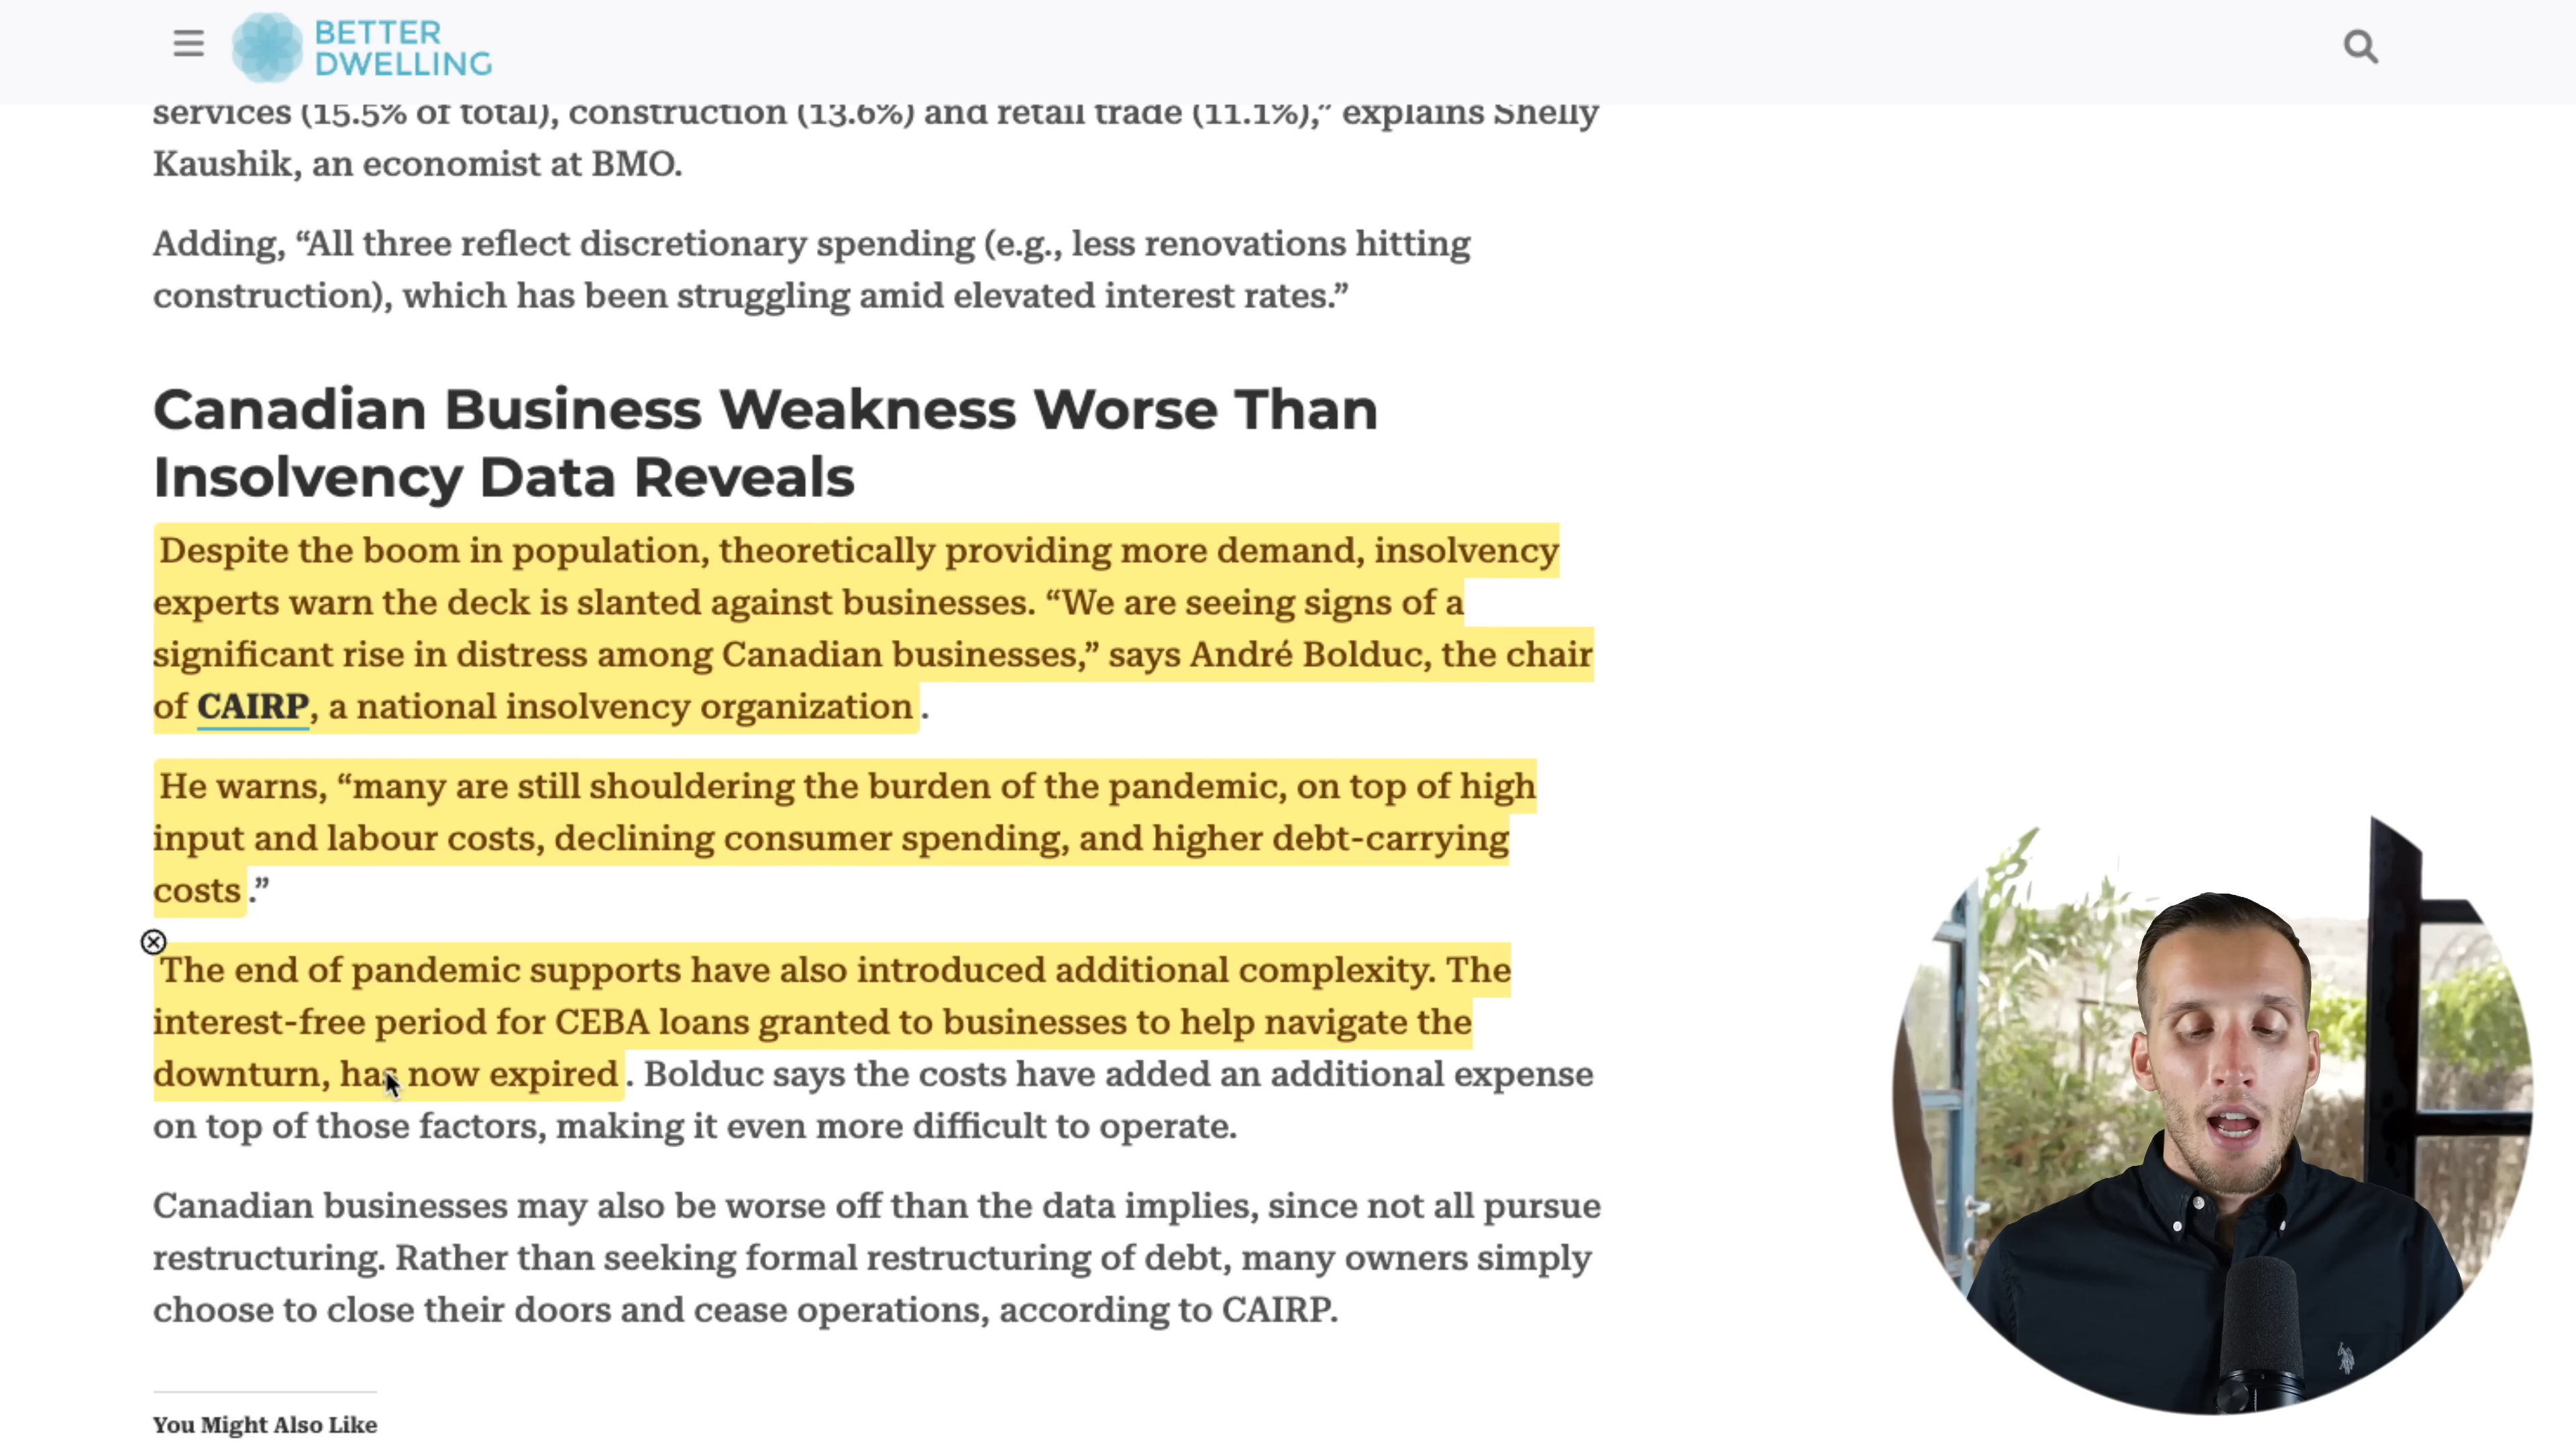 BETTER
DWELLING
services (15.5% of total), construction (13.6%) and retail trade (11.1%),” explains Shelly
Kaushik, an economist at BMO.
Adding, “All three reflect discretionary spending (e.g., less renovations hitting
construction), which has been struggling amid elevated interest rates.”
Canadian Business Weakness Worse Than
Insolvency Data Reveals
Despite the boom in population, theoretically providing more demand, insolvency
experts warn the deck is slanted against businesses. “We are seeing signs of a
significant rise in distress among Canadian businesses,” says André Bolduc, the chair
of CAIRP, a national insolvency organization.
He warns, “many are still shouldering the burden of the pandemic, on top of high
input and labour costs, declining consumer spending, and higher debt-carrying
costs.”
The end of pandemic supports have also introduced additional complexity. The
interest-free period for CEBA loans granted to businesses to help navigate the
downturn, has now expired. Bolduc says the costs have added an additional expense
on top of those factors, making it even more difficult to operate.
Canadian businesses may also be worse off than the data implies, since not all pursue
restructuring. Rather than seeking formal restructuring of debt, many owners simply
choose to close their doors and cease operations, according to CAIRP.
You Might Also Like